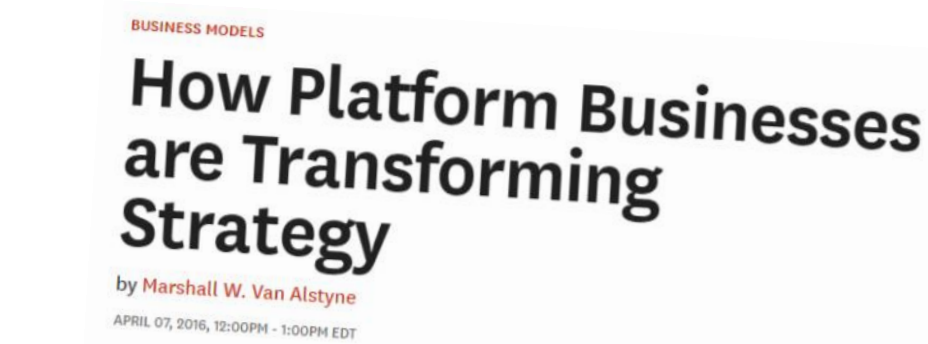 BUSINESS MODELS
How Platform Businesses
are Transforming
Strategy
by Marshall W. Van Alstyne
APRIL 07, 2016, 12:00PM - 1:00PM EDT